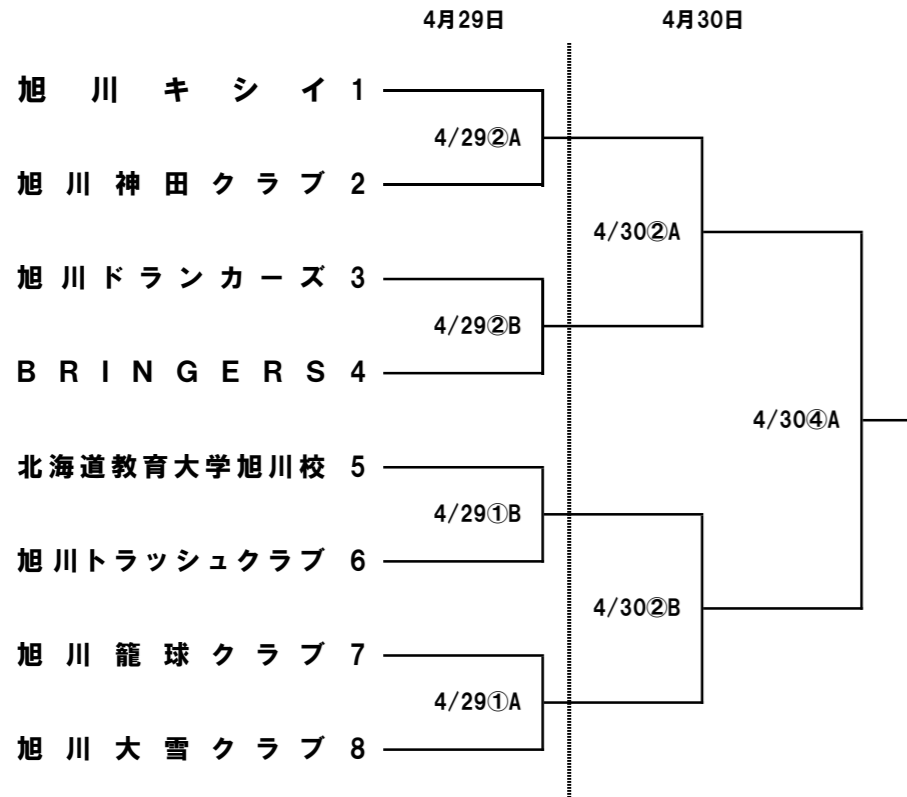 4月29日 4月30日
旭川キシイ 1
4/29②A
旭川神田クラブ 2
4/30②A
旭川ドランカーズ 3
4/29②B
BRINGERS 4
4/30④A
北海道教育大学旭川校 5
4/29①B
旭川トラッシュクラブ 6
4/30②B
旭川籠球クラブ 7
4/29①A
旭川大雪クラブ 8